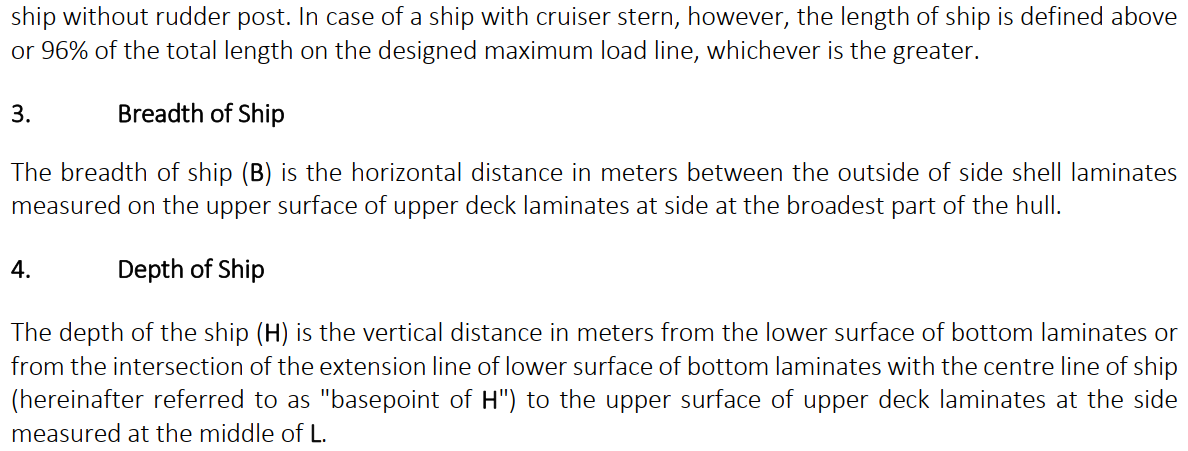 ship without rudder post. In case of a ship with cruiser stern, however, the length of ship is defined above
or 96% of the total length on the designed maximum load line, whichever is the greater.
3. Breadth of Ship
The breadth of ship (B) is the horizontal distance in meters between the outside of side shell laminates
measured on the upper surface of upper deck laminates at side at the broadest part of the hull.
4. Depth of Ship
The depth of the ship (H) is the vertical distance in meters from the lower surface of bottom laminates or
from the intersection of the extension line of lower surface of bottom laminates with the centre line of ship
(hereinafter referred to as "basepoint of H") to the upper surface of upper deck laminates at the side
measured at the middle of L.